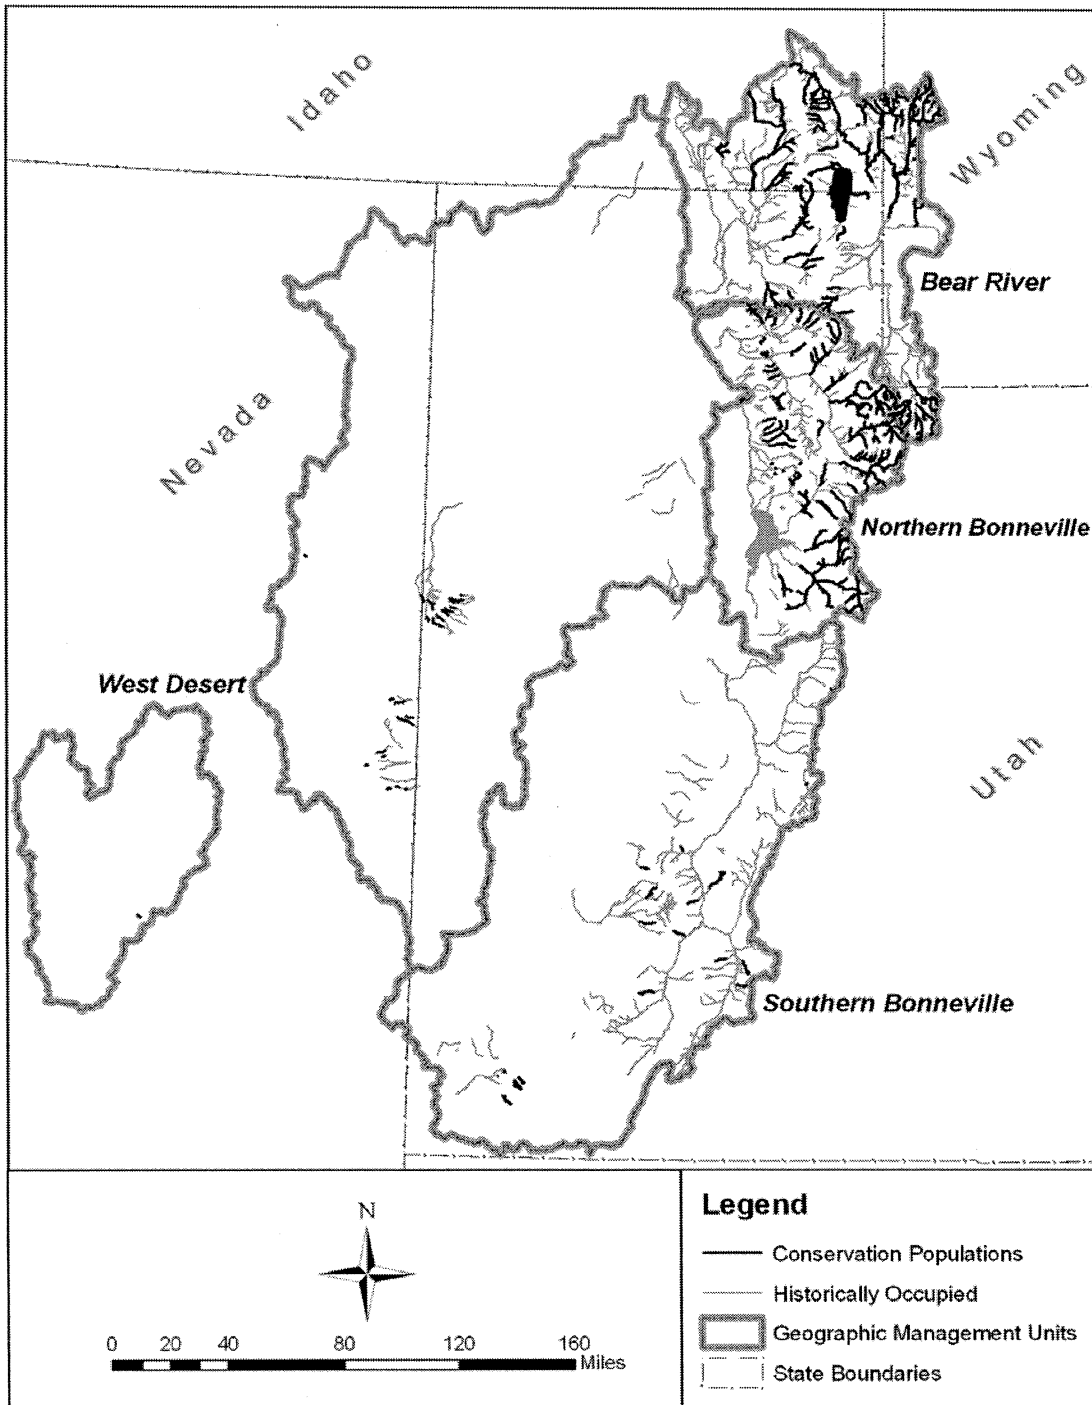 Idaho
Wyoming
Bear River
Nevada
Northern Bonneville
West Desert
Utah
Southern Bonneville
N
0 20 40 80 120 160
Miles
Legend
Conservation Populations
Historically Occupied
Geographic Management Units
State Boundaries